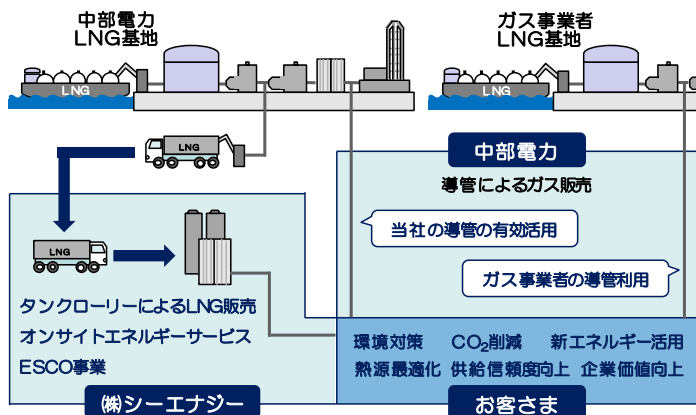 中部電力
LNG基地
ガス事業者
LNG基地
LNG
LNG
LNG
中部電力
導管によるガス販売
当社の導管の有効活用
LNG
ガス事業者の導管利用
タンクローリーによるLNG販売
オンサイトエネルギーサービス
ESCO事業
環境対策 CO₂削減 新エネルギー活用
熱源最適化 供給信頼度向上 企業価値向上
㈱シーエナジー
お客さま